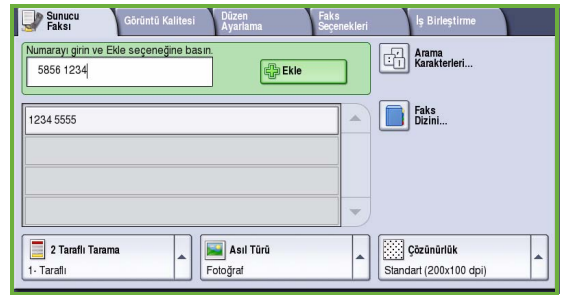 Sunucu
Faksı
Görüntü Kalitesi
Düzen
Ayarlama
Faks
Seçenekleri
İş Birleştirme
Numarayı girin ve Ekle seçeneğine basın.
5856 1234
Ekle
Arama
Karakterleri...
1234 5555
Faks
Dizini...
2 Taraflı Tarama
1- Taraflı
Asıl Türü
Fotoğraf
Çözünürlük
Standart (200x100 dpi)